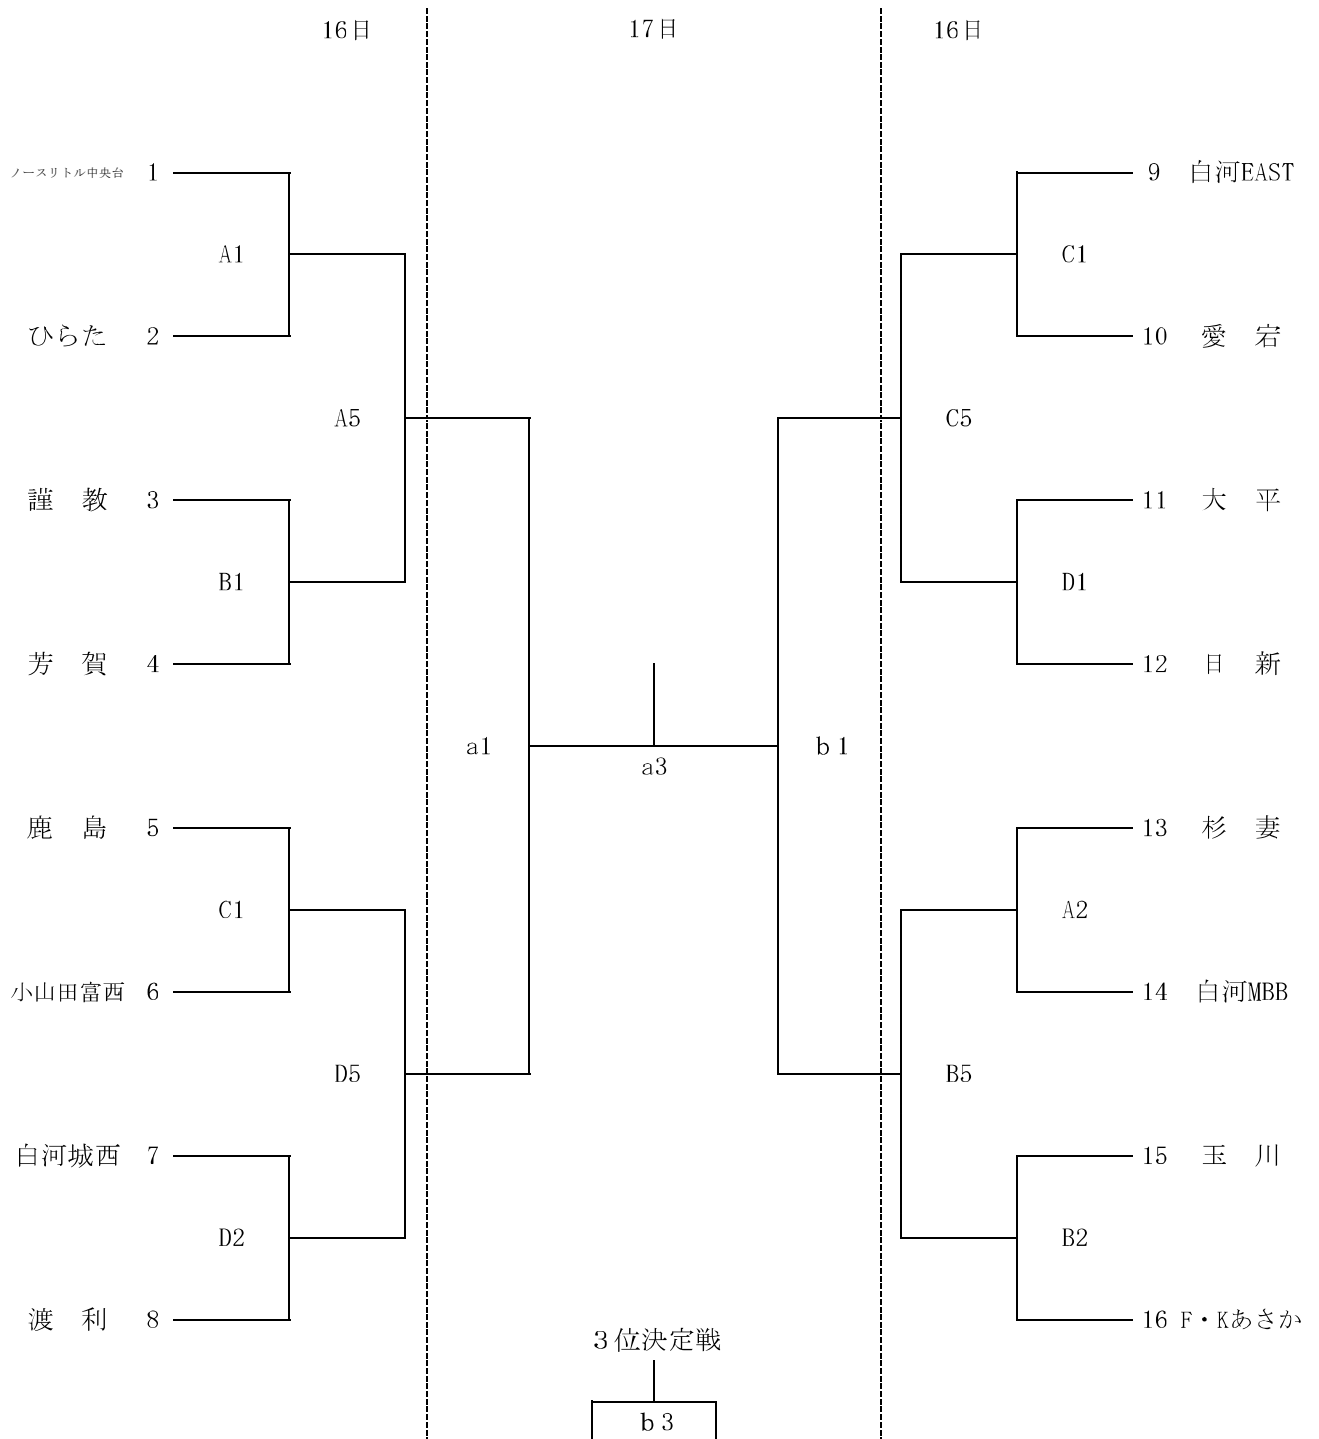 16日 17日 16日
ノースリトル中央台 1
9 白河EAST
A1
C1
ひらた 2
10 愛 宕
A5
C5
謹 教 3
11 大 平
B1
D1
芳 賀 4
12 日 新
a1
b 1
a3
鹿 島 5
13 杉 妻
C1
A2
小山田富西 6
14 白河MBB
D5
B5
白河城西 7
15 玉 川
D2
B2
渡 利 8
16 F・Kあさか
３位決定戦
b 3